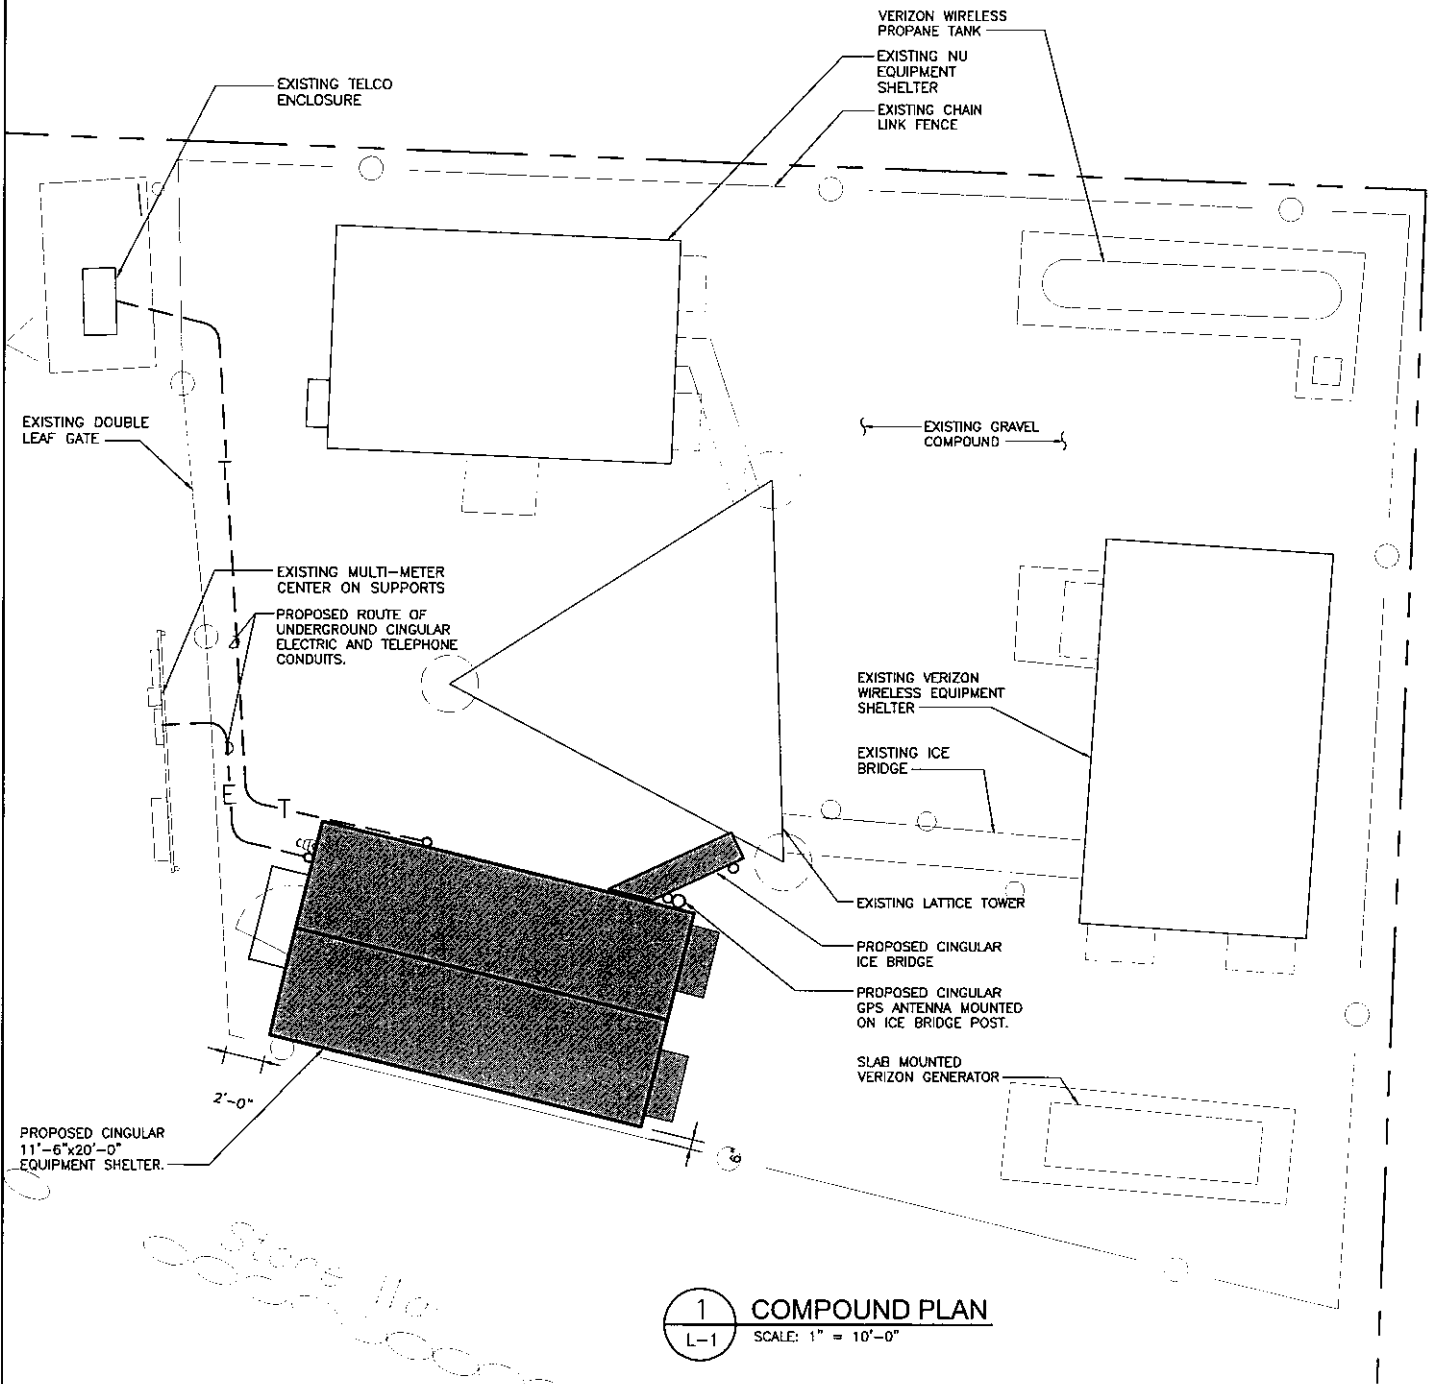 VERIZON WIRELESS
PROPANE TANK
EXISTING NU
EQUIPMENT
SHELTER
EXISTING CHAIN
LINK FENCE
EXISTING TELCO
ENCLOSURE
EXISTING DOUBLE
LEAF GATE
EXISTING GRAVEL
COMPOUND
T
EXISTING MULTI-METER
CENTER ON SUPPORTS
PROPOSED ROUTE OF
UNDERGROUND CINGULAR
ELECTRIC AND TELEPHONE
CONDUITS.
EXISTING VERIZON
WIRELESS EQUIPMENT
SHELTER
EXISTING ICE
BRIDGE
E
T
EXISTING LATTICE TOWER
PROPOSED CINGULAR
ICE BRIDGE
PROPOSED CINGULAR
GPS ANTENNA MOUNTED
ON ICE BRIDGE POST.
SLAB MOUNTED
VERIZON GENERATOR
2'-0"
6"
PROPOSED CINGULAR
11'-6"x20'-0"
EQUIPMENT SHELTER.
Stone
1
L-1
COMPOUND PLAN
SCALE: 1" = 10'-0"